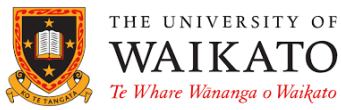 KO TE TANGATA
THE UNIVERSITY OF
WAIKATO
Te Whare Wānanga o Waikato